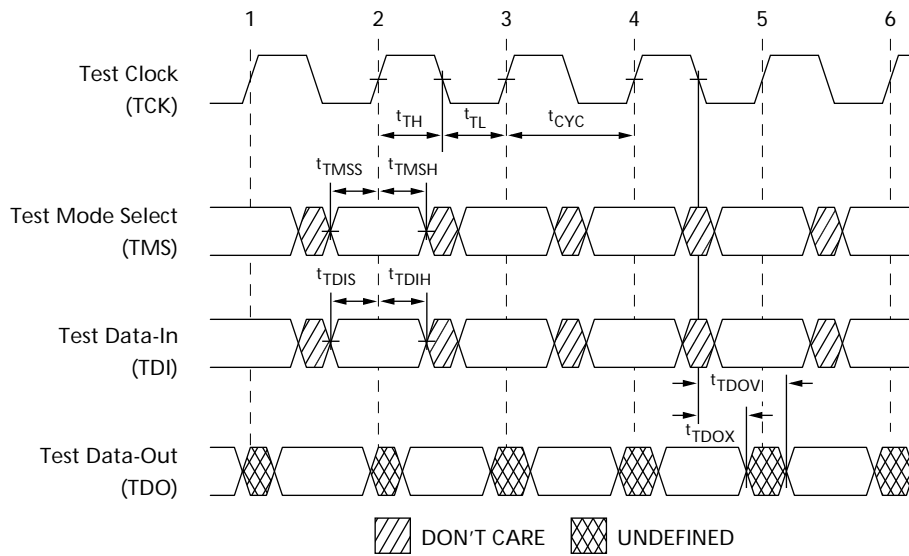 1 2 3 4 5 6
Test Clock
(TCK)
tTH tTL tCYC
tTMSS tTMSH
Test Mode Select
(TMS)
tTDIS tTDIH
Test Data-In
(TDI)
tTDOV
tTDOX
Test Data-Out
(TDO)
DON'T CARE UNDEFINED